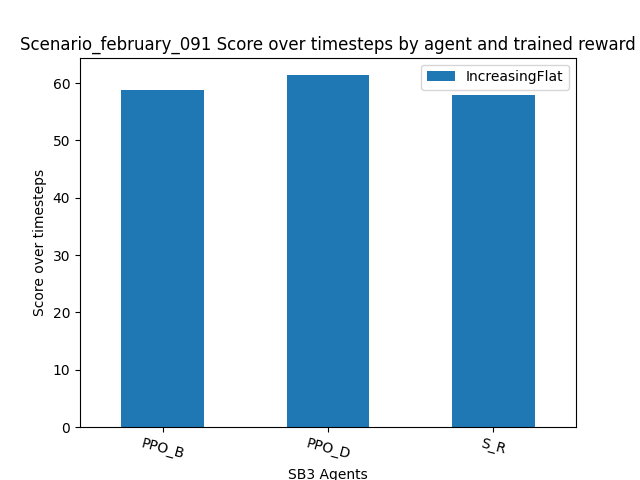 Scenario_february_091 Score over timesteps by agent and trained reward
IncreasingFlat
60
50
40
30
20
10
0
Score over timesteps
PPO_B
PPO_D
S_R
SB3 Agents